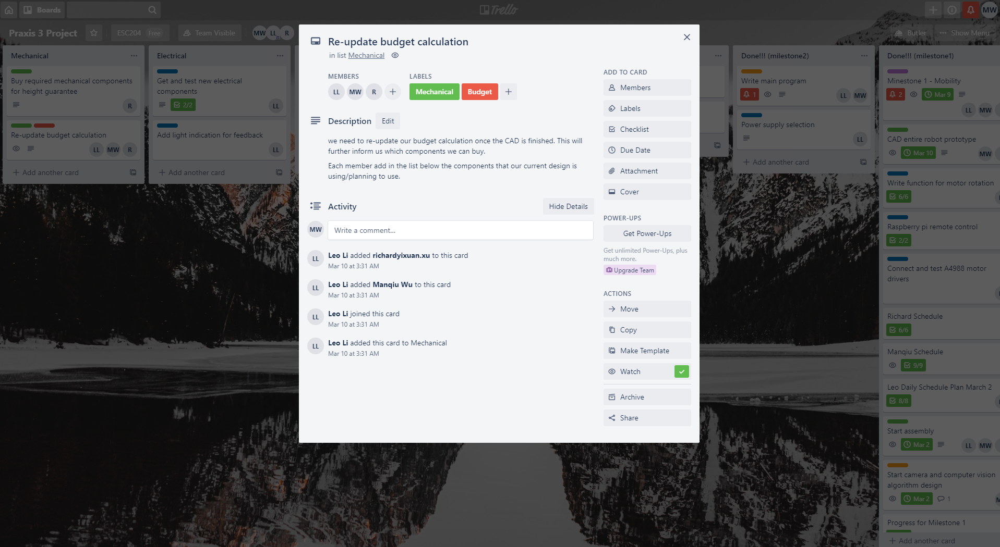 Boards
Trello
MW
Praxis 3 Project
ESC204 Free
Team Visible
MW LL R
Butler
Show Menu
Mechanical
Buy required mechanical components
for height guarantee
R
Re-update budget calculation
LL MW R
Add another card
Electrical
Get and test new electrical
components
2/2
LL
Add light indication for feedback
LL
Add another card
Re-update budget calculation
in list Mechanical
MEMBERS
LL MW R
LABELS
Mechanical Budget
Description Edit
we need to re-update our budget calculation once the CAD is finished. This will
further inform us which components we can buy.
Each member add in the list below the components that our current design is
using/planning to use.
Activity
Hide Details
MW
Write a comment...
LL
Leo Li added richardyixuan.xu to this card
Mar 10 at 3:31 AM
LL
Leo Li added Manqiu Wu to this card
Mar 10 at 3:31 AM
LL
Leo Li joined this card
Mar 10 at 3:31 AM
LL
Leo Li added this card to Mechanical
Mar 10 at 3:31 AM
ADD TO CARD
Members
Labels
Checklist
Due Date
Attachment
Cover
POWER-UPS
Get Power-Ups
Get unlimited Power-Ups, plus
much more.
Upgrade Team
ACTIONS
Move
Copy
Make Template
Watch
Archive
Share
Done!!! (milestone2)
Write main program
1
LL MW
Power supply selection
LL
Add another card
Done!!! (milestone1)
Minestone 1 - Mobility
2 Mar 9
LL MW
CAD entire robot prototype
Mar 10
MW
Write function for motor rotation
6/6
Raspberry pi remote control
2/2
Connect and test A4988 motor
drivers
Richard Schedule
6/6
Manqiu Schedule
9/9
Leo Daily Schedule Plan March 2
8/8
Start assembly
Mar 2
LL MW
Start camera and computer vision
algorithm design
Mar 2 1
Progress for Milestone 1
Add another card